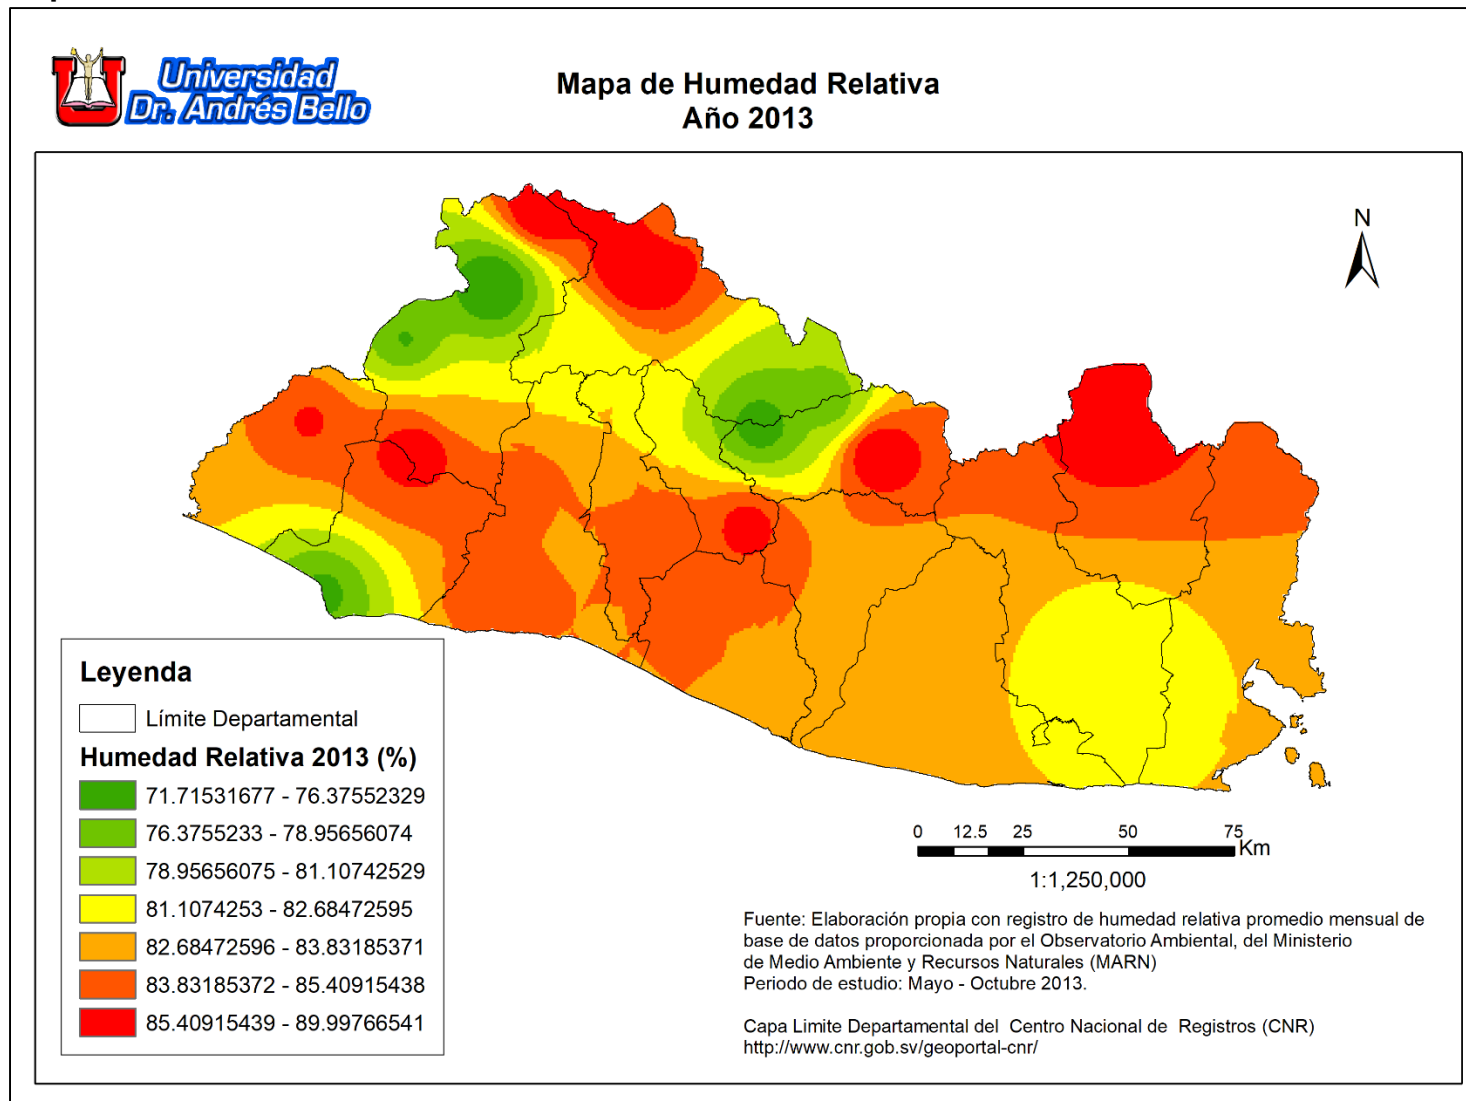 Universidad
Dr. Andrés Bello
Mapa de Humedad Relativa
Año 2013
N
Leyenda
Límite Departamental
Humedad Relativa 2013 (%)
71.71531677 - 76.37552329
76.3755233 - 78.95656074
78.95656075 - 81.10742529
81.1074253 - 82.68472595
82.68472596 - 83.83185371
83.83185372 - 85.40915438
85.40915439 - 89.99766541
0 12.5 25 50 75
Km
1:1,250,000
Fuente: Elaboración propia con registro de humedad relativa promedio mensual de
base de datos proporcionada por el Observatorio Ambiental, del Ministerio
de Medio Ambiente y Recursos Naturales (MARN)
Periodo de estudio: Mayo - Octubre 2013.
Capa Limite Departamental del Centro Nacional de Registros (CNR)
http://www.cnr.gob.sv/geoportal-cnr/